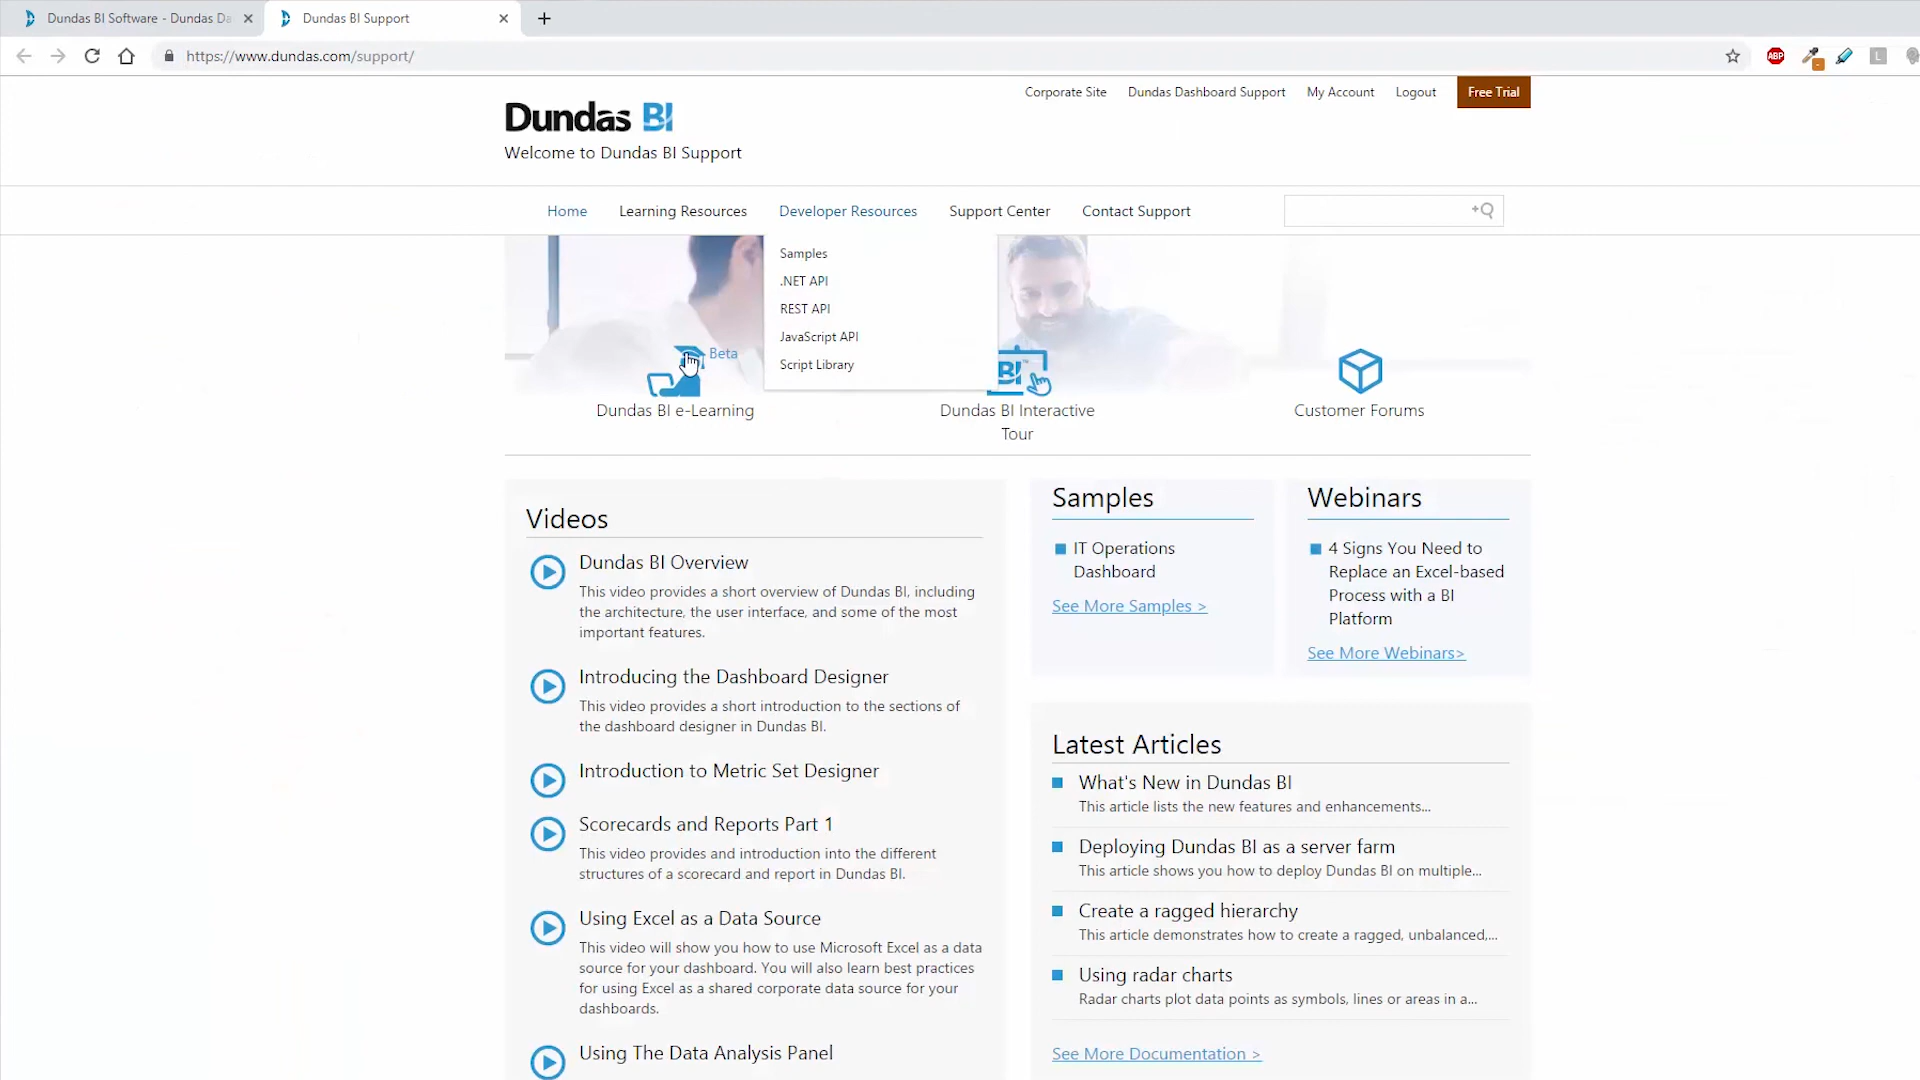 Dundas BI Software - Dundas Da
Dundas BI Support
https://www.dundas.com/support/
ABP
L
Corporate Site
Dundas Dashboard Support
My Account
Logout
Free Trial
Dundas BI
Welcome to Dundas BI Support
Home
Learning Resources
Developer Resources
Support Center
Contact Support
Samples
.NET API
REST API
JavaScript API
Script Library
Beta
BI
Dundas BI e-Learning
Dundas BI Interactive
Tour
Customer Forums
Videos
Dundas BI Overview
This video provides a short overview of Dundas BI, including
the architecture, the user interface, and some of the most
important features.
Introducing the Dashboard Designer
This video provides a short introduction to the sections of
the dashboard designer in Dundas BI.
Introduction to Metric Set Designer
Scorecards and Reports Part 1
This video provides and introduction into the different
structures of a scorecard and report in Dundas BI.
Using Excel as a Data Source
This video will show you how to use Microsoft Excel as a data
source for your dashboard. You will also learn best practices
for using Excel as a shared corporate data source for your
dashboards.
Using The Data Analysis Panel
Samples
IT Operations
Dashboard
See More Samples >
Webinars
4 Signs You Need to
Replace an Excel-based
Process with a BI
Platform
See More Webinars>
Latest Articles
What's New in Dundas BI
This article lists the new features and enhancements...
Deploying Dundas BI as a server farm
This article shows you how to deploy Dundas BI on multiple...
Create a ragged hierarchy
This article demonstrates how to create a ragged, unbalanced,...
Using radar charts
Radar charts plot data points as symbols, lines or areas in a...
See More Documentation >